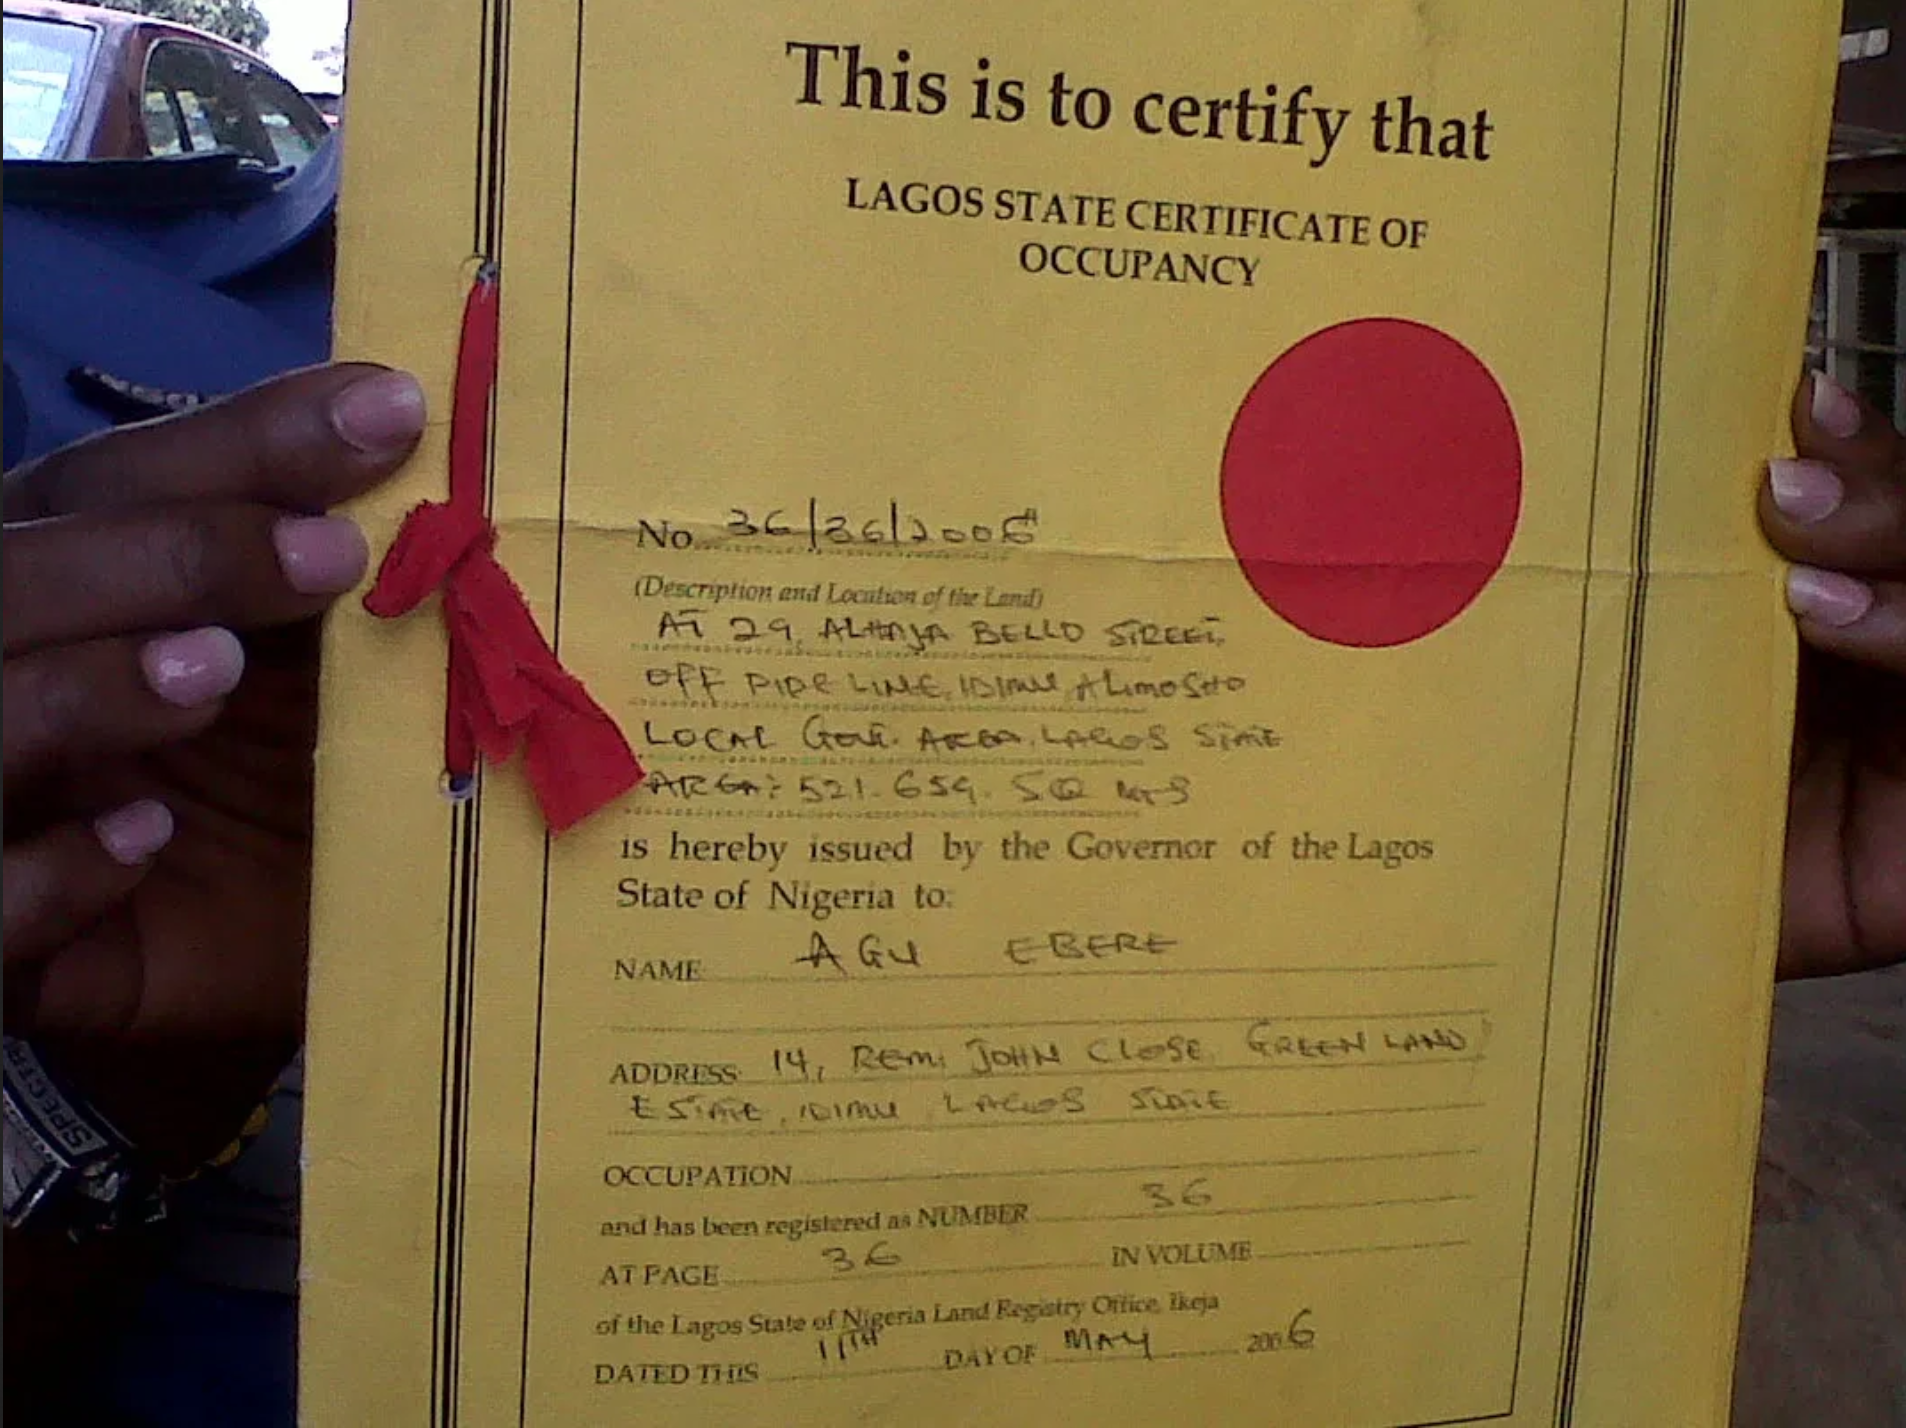 This is to certify that
LAGOS STATE CERTIFICATE OF
OCCUPANCY
No. 36/36/2006A
(Description and Location of the Land)
AT 29, ALHAJA BELLO STREET,
OFF PIPE LINE, IDIMU, ALIMOSHO
LOCAL Govt. AREA, LAGOS STATE
AREA: 521.659. SQ MTS
is hereby issued by the Governor of the Lagos
State of Nigeria to:
NAME AGU EBERE
ADDRESS 14, REMI JOHN CLOSE GREEN LAND
ESTATE, IDIMU, LAGOS STATE
OCCUPATION
and has been registered as NUMBER 36
AT PAGE 36 IN VOLUME
of the Lagos State of Nigeria Land Registry Office, Ikeja
DATED THIS 11TH DAY OF MAY 2006